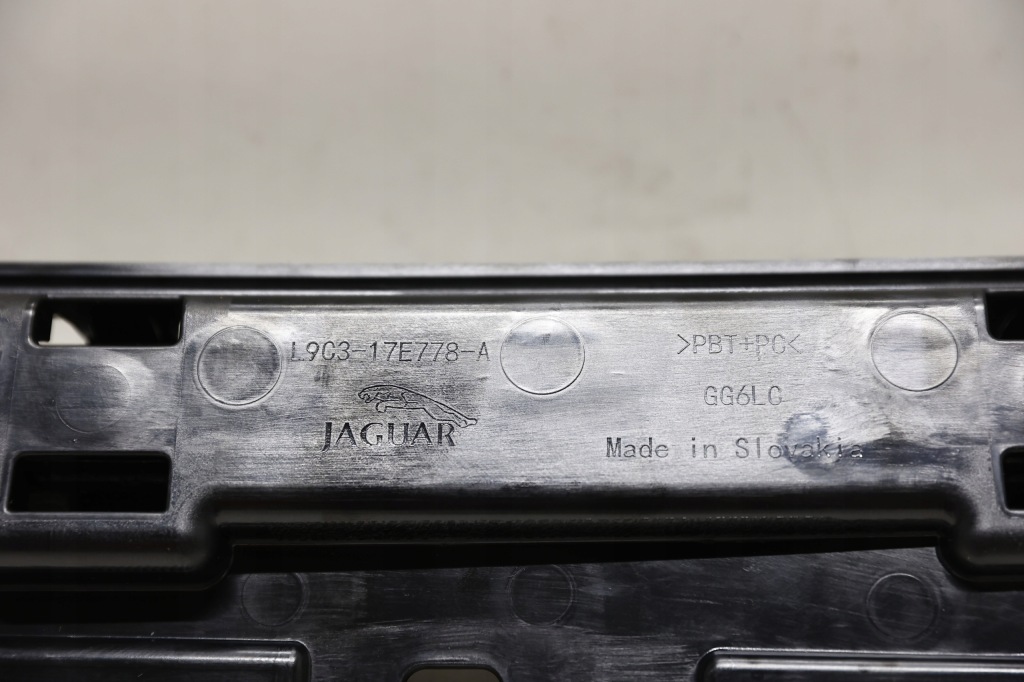 L9C3-17E778-A
JAGUAR
>PBT+PC<
GG6LC
Made in Slovakia